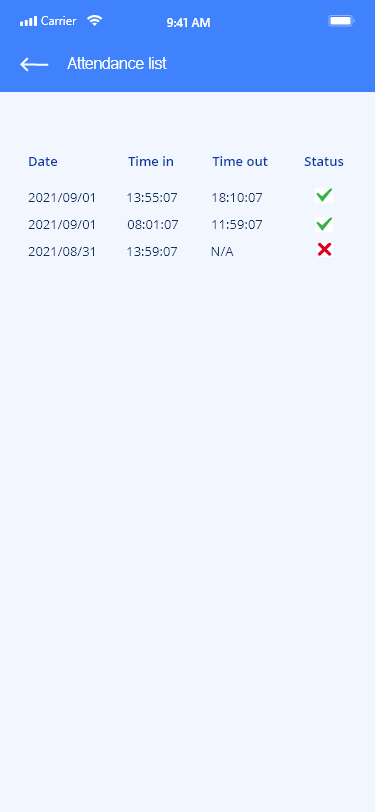 Carrier 9:41 AM
Attendance list
Date Time in Time out Status
2021/09/01 13:55:07 18:10:07
2021/09/01 08:01:07 11:59:07
2021/08/31 13:59:07 N/A